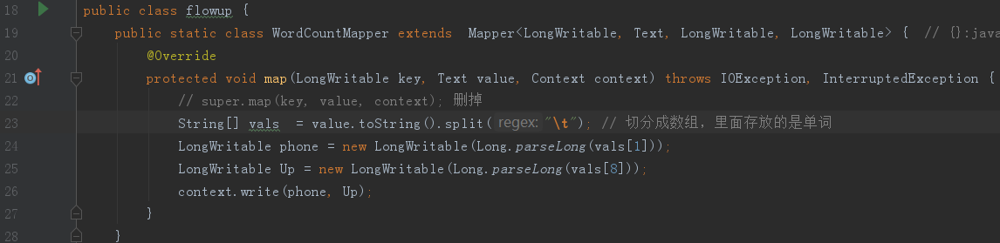 18 public class flowup {
19 public static class WordCountMapper extends  Mapper<LongWritable, Text, LongWritable, LongWritable> {  // {}:java
20 @Override
21 protected void map(LongWritable key, Text value, Context context) throws IOException, InterruptedException {
22 // super.map(key, value, context); 删掉
23 String[] vals  = value.toString().split( regex: "\t"); // 切分成数组，里面存放的是单词
24 LongWritable phone = new LongWritable(Long.parseLong(vals[1]));
25 LongWritable Up = new LongWritable(Long.parseLong(vals[8]));
26 context.write(phone, Up);
27 }
28 }